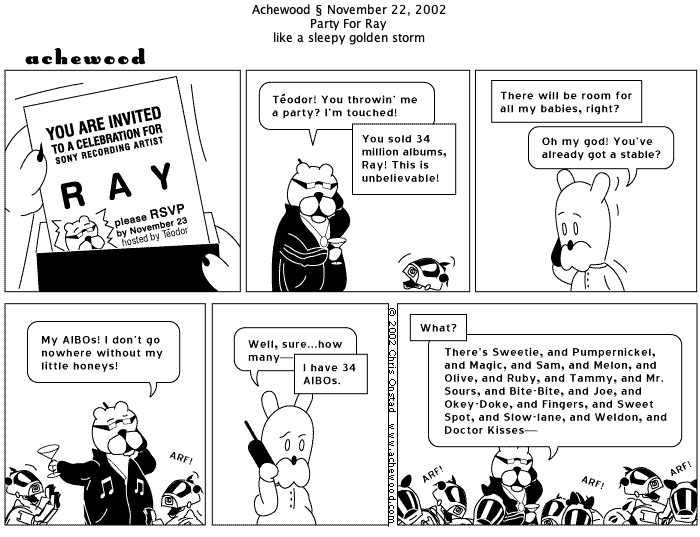 Achewood § November 22, 2002
Party For Ray
like a sleepy golden storm
achewood
YOU ARE INVITED
TO A CELEBRATION FOR
SONY RECORDING ARTIST
RAY
please RSVP
by November 23
hosted by Téodor
Téodor! You throwin' me
a party? I'm touched!
You sold 34
million albums,
Ray! This is
unbelievable!
There will be room for
all my babies, right?
Oh my god! You've
already got a stable?
My AIBOs! I don't go
nowhere without my
little honeys!
ARF!
Well, sure...how
many—
I have 34
AIBOs.
© 2002 Chris Onstad www.achewood.com
What?
There's Sweetie, and Pumpernickel,
and Magic, and Sam, and Melon, and
Olive, and Ruby, and Tammy, and Mr.
Sours, and Bite-Bite, and Joe, and
Okey-Doke, and Fingers, and Sweet
Spot, and Slow-lane, and Weldon, and
Doctor Kisses—
ARF!
ARF!
ARF!